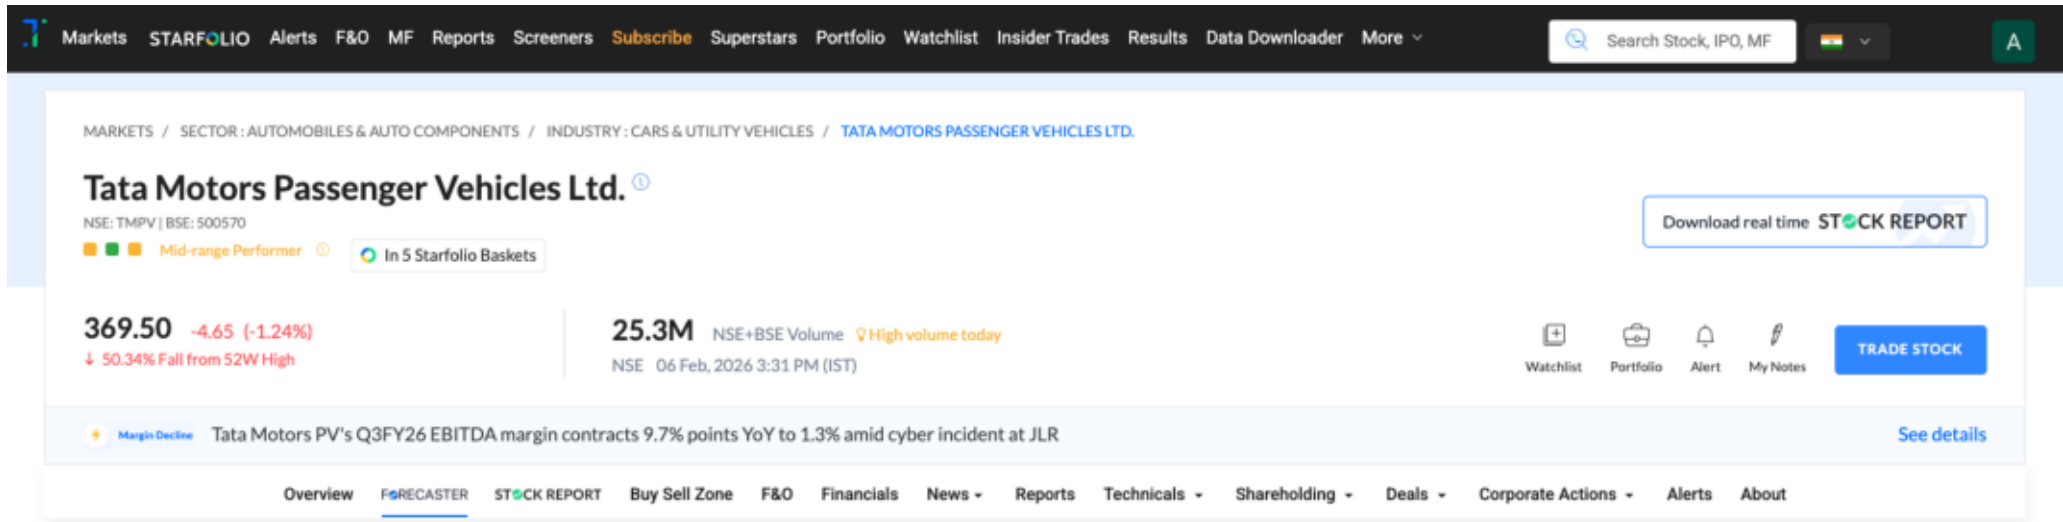 Markets STARFOLIO Alerts F&O MF Reports Screeners Subscribe Superstars Portfolio Watchlist Insider Trades Results Data Downloader More Search Stock, IPO, MF A
MARKETS / SECTOR : AUTOMOBILES & AUTO COMPONENTS / INDUSTRY : CARS & UTILITY VEHICLES / TATA MOTORS PASSENGER VEHICLES LTD.
Tata Motors Passenger Vehicles Ltd.
NSE: TMPV | BSE: 500570
Mid-range Performer In 5 Starfolio Baskets
Download real time STOCK REPORT
369.50 -4.65 (-1.24%)
↓ 50.34% Fall from 52W High
25.3M NSE+BSE Volume High volume today
NSE 06 Feb, 2026 3:31 PM (IST)
Watchlist Portfolio Alert My Notes TRADE STOCK
Margin Decline Tata Motors PV's Q3FY26 EBITDA margin contracts 9.7% points YoY to 1.3% amid cyber incident at JLR See details
Overview FORECASTER STOCK REPORT Buy Sell Zone F&O Financials News Reports Technicals Shareholding Deals Corporate Actions Alerts About